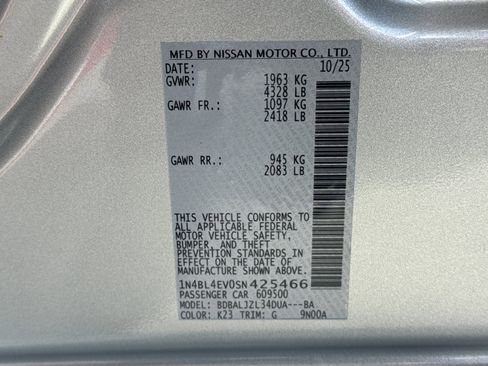 MFD BY NISSAN MOTOR CO., LTD.
DATE: 10/25
GVWR: 1963 KG
4328 LB
GAWR FR.: 1097 KG
2418 LB
GAWR RR.: 945 KG
2083 LB
THIS VEHICLE CONFORMS TO
ALL APPLICABLE FEDERAL
MOTOR VEHICLE SAFETY,
BUMPER, AND THEFT
PREVENTION STANDARDS IN
EFFECT ON THE DATE OF
MANUFACTURE SHOWN ABOVE.
1N4BL4EV0SN425466
PASSENGER CAR 609500
MODEL: BDBALJZL34DUA---BA
COLOR: K23 TRIM: G 9N00A